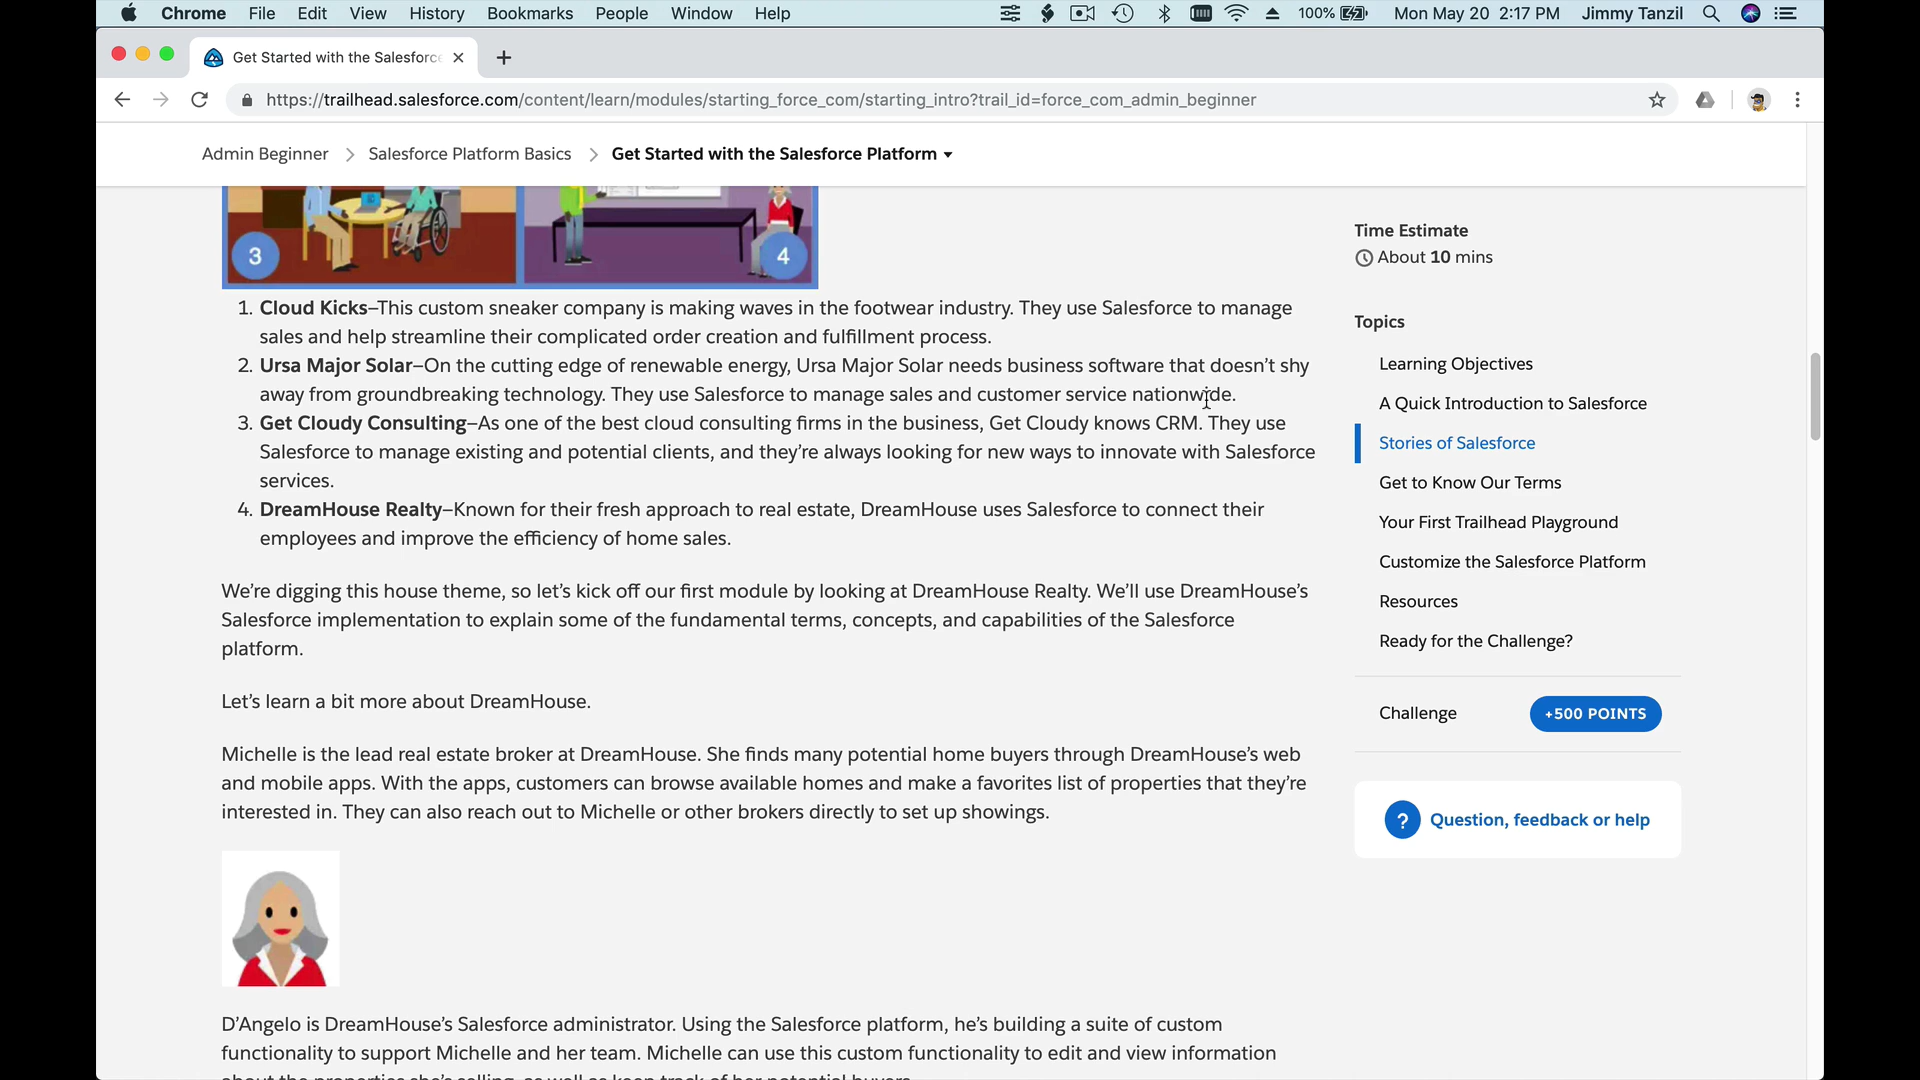 Chrome File Edit View History Bookmarks People Window Help 100% Mon May 20 2:17 PM Jimmy Tanzil
Get Started with the Salesforc
https://trailhead.salesforce.com/content/learn/modules/starting_force_com/starting_intro?trail_id=force_com_admin_beginner
Admin Beginner Salesforce Platform Basics Get Started with the Salesforce Platform
3 4
1. Cloud Kicks—This custom sneaker company is making waves in the footwear industry. They use Salesforce to manage
sales and help streamline their complicated order creation and fulfillment process.
2. Ursa Major Solar—On the cutting edge of renewable energy, Ursa Major Solar needs business software that doesn’t shy
away from groundbreaking technology. They use Salesforce to manage sales and customer service nationwide.
3. Get Cloudy Consulting—As one of the best cloud consulting firms in the business, Get Cloudy knows CRM. They use
Salesforce to manage existing and potential clients, and they’re always looking for new ways to innovate with Salesforce
services.
4. DreamHouse Realty—Known for their fresh approach to real estate, DreamHouse uses Salesforce to connect their
employees and improve the efficiency of home sales.
We’re digging this house theme, so let’s kick off our first module by looking at DreamHouse Realty. We’ll use DreamHouse’s
Salesforce implementation to explain some of the fundamental terms, concepts, and capabilities of the Salesforce
platform.
Let’s learn a bit more about DreamHouse.
Michelle is the lead real estate broker at DreamHouse. She finds many potential home buyers through DreamHouse’s web
and mobile apps. With the apps, customers can browse available homes and make a favorites list of properties that they’re
interested in. They can also reach out to Michelle or other brokers directly to set up showings.
D’Angelo is DreamHouse’s Salesforce administrator. Using the Salesforce platform, he’s building a suite of custom
functionality to support Michelle and her team. Michelle can use this custom functionality to edit and view information
about the properties she’s selling, as well as keep track of her potential buyers.
Time Estimate
About 10 mins
Topics
Learning Objectives
A Quick Introduction to Salesforce
Stories of Salesforce
Get to Know Our Terms
Your First Trailhead Playground
Customize the Salesforce Platform
Resources
Ready for the Challenge?
Challenge +500 POINTS
? Question, feedback or help